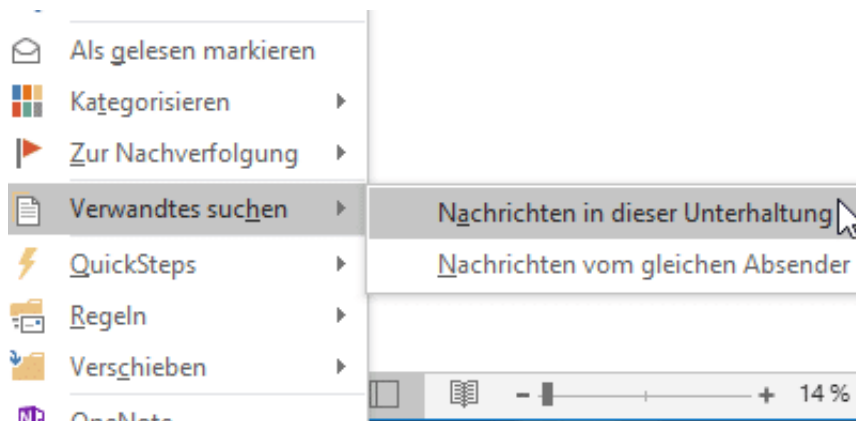 Als gelesen markieren
Kategorisieren
Zur Nachverfolgung
Verwandtes suchen
Nachrichten in dieser Unterhaltung
QuickSteps
Nachrichten vom gleichen Absender
Regeln
Verschieben
14 %
OneNote